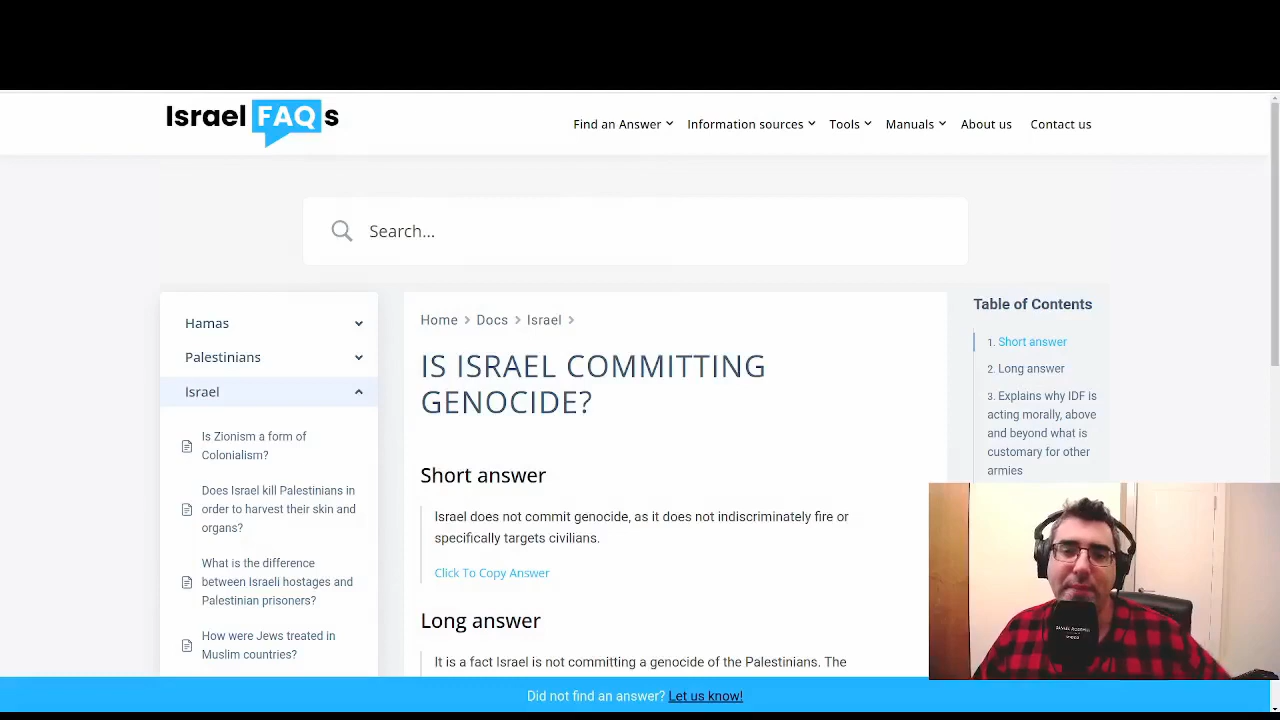 Israel FAQs
Find an Answer
Information sources
Tools
Manuals
About us
Contact us
Search...
Hamas
Palestinians
Israel
Is Zionism a form of
Colonialism?
Does Israel kill Palestinians in
order to harvest their skin and
organs?
What is the difference
between Israeli hostages and
Palestinian prisoners?
How were Jews treated in
Muslim countries?
Home
Docs
Israel
IS ISRAEL COMMITTING
GENOCIDE?
Short answer
Israel does not commit genocide, as it does not indiscriminately fire or
specifically targets civilians.
Click To Copy Answer
Long answer
It is a fact Israel is not committing a genocide of the Palestinians. The
Table of Contents
1. Short answer
2. Long answer
3. Explains why IDF is
acting morally, above
and beyond what is
customary for other
armies
Did not find an answer? Let us know!